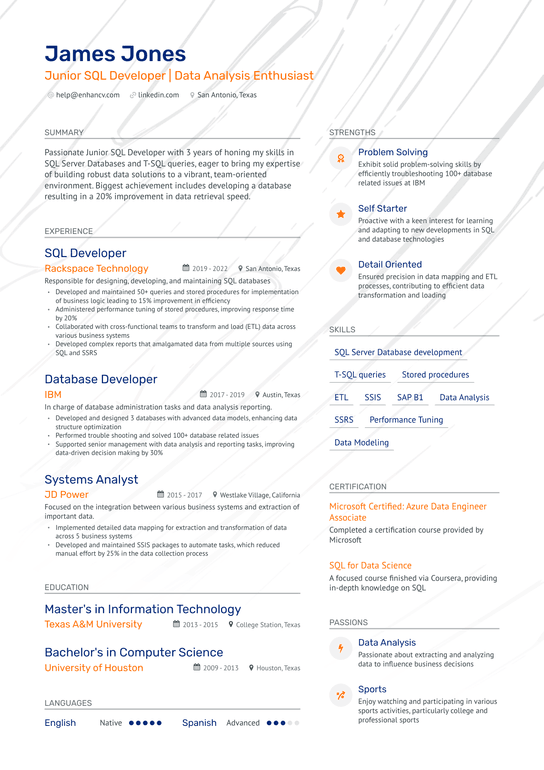 James Jones
Junior SQL Developer | Data Analysis Enthusiast
help@enhancv.com linkedin.com San Antonio, Texas
SUMMARY
Passionate Junior SQL Developer with 3 years of honing my skills in
SQL Server Databases and T-SQL queries, eager to bring my expertise
of building robust data solutions to a vibrant, team-oriented
environment. Biggest achievement includes developing a database
resulting in a 20% improvement in data retrieval speed.
EXPERIENCE
SQL Developer
Rackspace Technology 2019 - 2022 San Antonio, Texas
Responsible for designing, developing, and maintaining SQL databases
• Developed and maintained 50+ queries and stored procedures for implementation
of business logic leading to 15% improvement in efficiency
• Administered performance tuning of stored procedures, improving response time
by 20%
• Collaborated with cross-functional teams to transform and load (ETL) data across
various business systems
• Developed complex reports that amalgamated data from multiple sources using
SQL and SSRS
Database Developer
IBM 2017 - 2019 Austin, Texas
In charge of database administration tasks and data analysis reporting.
• Developed and designed 3 databases with advanced data models, enhancing data
structure optimization
• Performed trouble shooting and solved 100+ database related issues
• Supported senior management with data analysis and reporting tasks, improving
data-driven decision making by 30%
Systems Analyst
JD Power 2015 - 2017 Westlake Village, California
Focused on the integration between various business systems and extraction of
important data.
• Implemented detailed data mapping for extraction and transformation of data
across 5 business systems
• Developed and maintained SSIS packages to automate tasks, which reduced
manual effort by 25% in the data collection process
EDUCATION
Master's in Information Technology
Texas A&M University 2013 - 2015 College Station, Texas
Bachelor's in Computer Science
University of Houston 2009 - 2013 Houston, Texas
LANGUAGES
English Native Spanish Advanced
STRENGTHS
Problem Solving
Exhibit solid problem-solving skills by
efficiently troubleshooting 100+ database
related issues at IBM
Self Starter
Proactive with a keen interest for learning
and adapting to new developments in SQL
and database technologies
Detail Oriented
Ensured precision in data mapping and ETL
processes, contributing to efficient data
transformation and loading
SKILLS
SQL Server Database development
T-SQL queries Stored procedures
ETL SSIS SAP B1 Data Analysis
SSRS Performance Tuning
Data Modeling
CERTIFICATION
Microsoft Certified: Azure Data Engineer
Associate
Completed a certification course provided by
Microsoft
SQL for Data Science
A focused course finished via Coursera, providing
in-depth knowledge on SQL
PASSIONS
Data Analysis
Passionate about extracting and analyzing
data to influence business decisions
Sports
Enjoy watching and participating in various
sports activities, particularly college and
professional sports